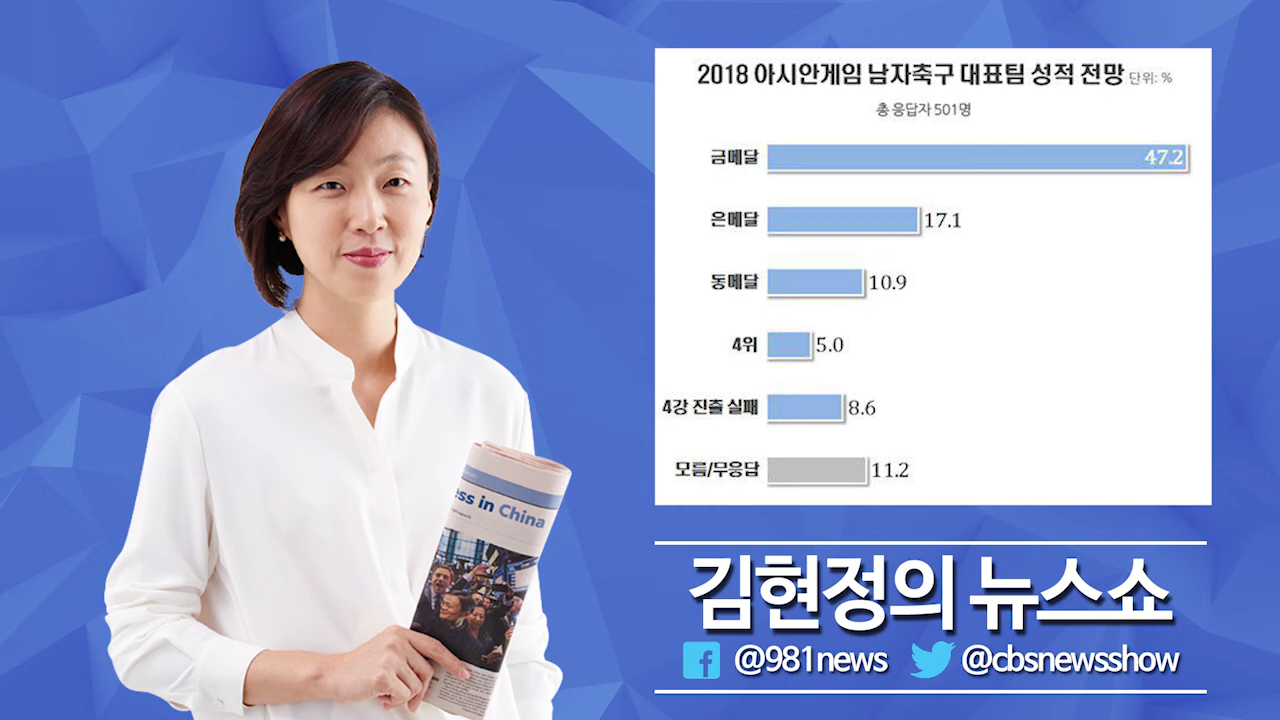 2018 아시안게임 남자축구 대표팀 성적 전망 단위: %
총 응답자 501명
금메달 47.2
은메달 17.1
동메달 10.9
4위 5.0
4강 진출 실패 8.6
모름/무응답 11.2
ess in China
김현정의 뉴스쇼
@981news @cbsnewsshow